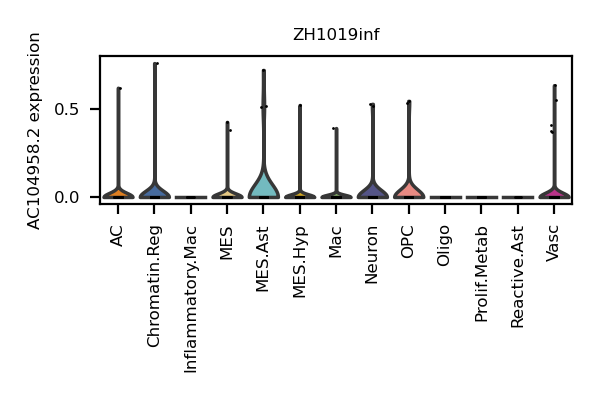 ZH1019inf
AC104958.2 expression
0.5
0.0
AC
Chromatin.Reg
Inflammatory.Mac
MES
MES.Ast
MES.Hyp
Mac
Neuron
OPC
Oligo
Prolif.Metab
Reactive.Ast
Vasc